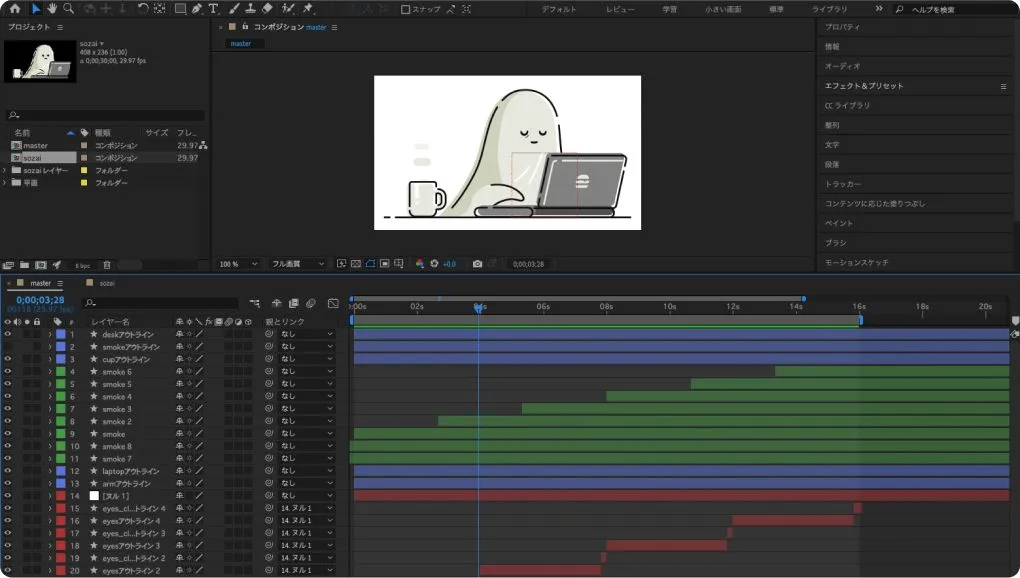 スナップ デフォルト レビュー 学習 小さい画面 標準 ライブラリ ヘルプを検索
プロジェクト
sozai
408 x 236 (1.00)
Δ 0;00;30;00, 29.97 fps
名前 種類 サイズ フレ...
master コンポジション 29.97
sozai コンポジション 29.97
sozai レイヤー フォルダー
平面 フォルダー
8 bpc
コンポジション master
master
100 % フル画質 +0.0 0;00;03;28
プロパティ
情報
オーディオ
エフェクト＆プリセット
CC ライブラリ
整列
文字
段落
トラッカー
コンテンツに応じた塗りつぶし
ペイント
ブラシ
モーションスケッチ
master sozai
0;00;03;28
00118 (29.97 fps)
:00s 02s 06s 08s 10s 12s 14s 16s 18s 20s
# レイヤー名 親とリンク
1 deskアウトライン なし
2 smokeアウトライン なし
3 cupアウトライン なし
4 smoke 6 なし
5 smoke 5 なし
6 smoke 4 なし
7 smoke 3 なし
8 smoke 2 なし
9 smoke なし
10 smoke 8 なし
11 smoke 7 なし
12 laptopアウトライン なし
13 armアウトライン なし
14 [ヌル 1] なし
15 eyes_cl...トライン 4 14. ヌル 1
16 eyesアウトライン 4 14. ヌル 1
17 eyes_cl...トライン 3 14. ヌル 1
18 eyesアウトライン 3 14. ヌル 1
19 eyes_cl...トライン 2 14. ヌル 1
20 eyesアウトライン 2 14. ヌル 1